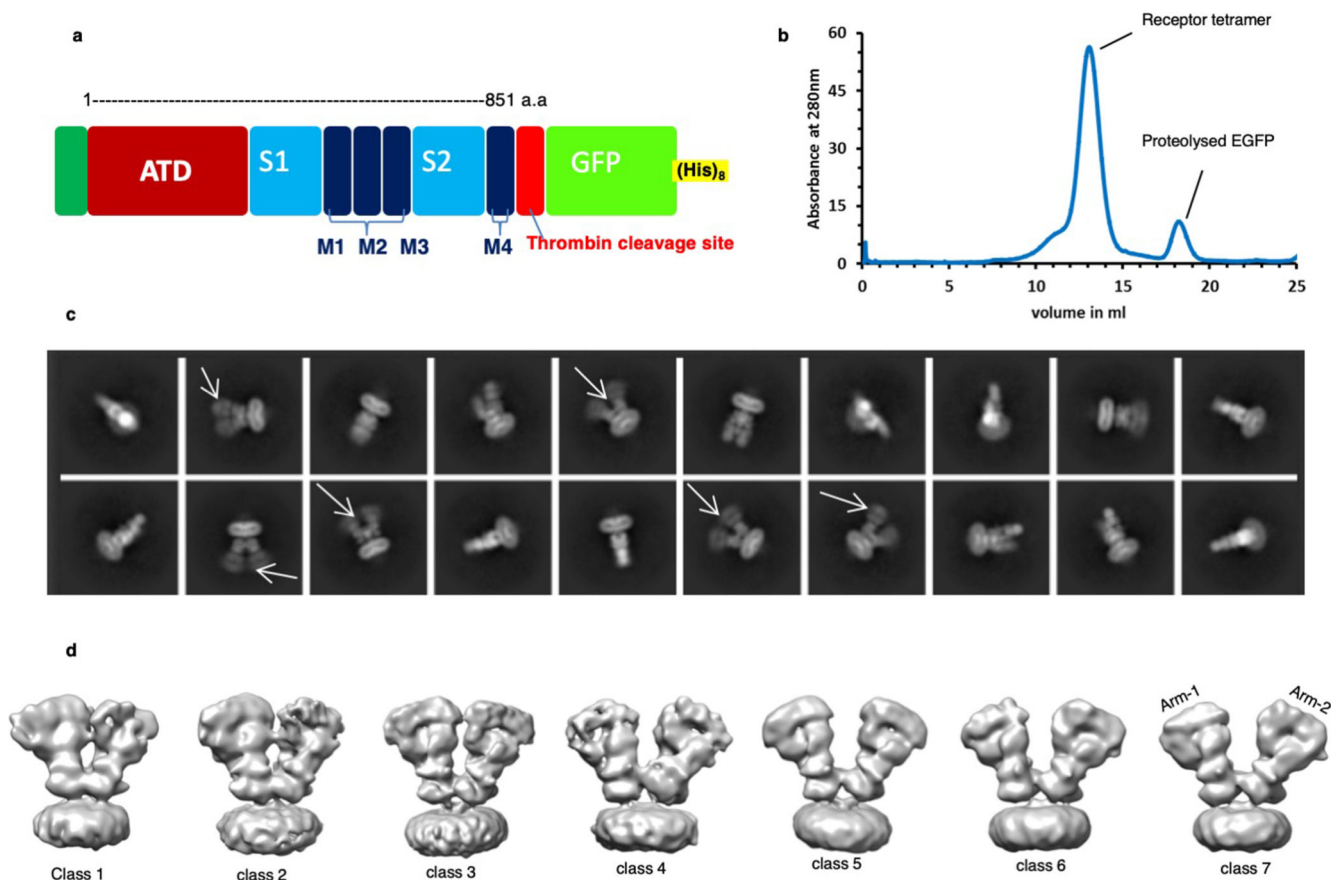 a
1-----------------------------------------------851 a.a
ATD
S1
S2
GFP
(His)8
M1
M2
M3
M4
Thrombin cleavage site
b
Receptor tetramer
Proteolysed EGFP
Absorbance at 280nm
60
45
30
15
0
0
5
10
15
20
25
volume in ml
c
d
Arm-1
Arm-2
Class 1
class 2
class 3
class 4
class 5
class 6
class 7